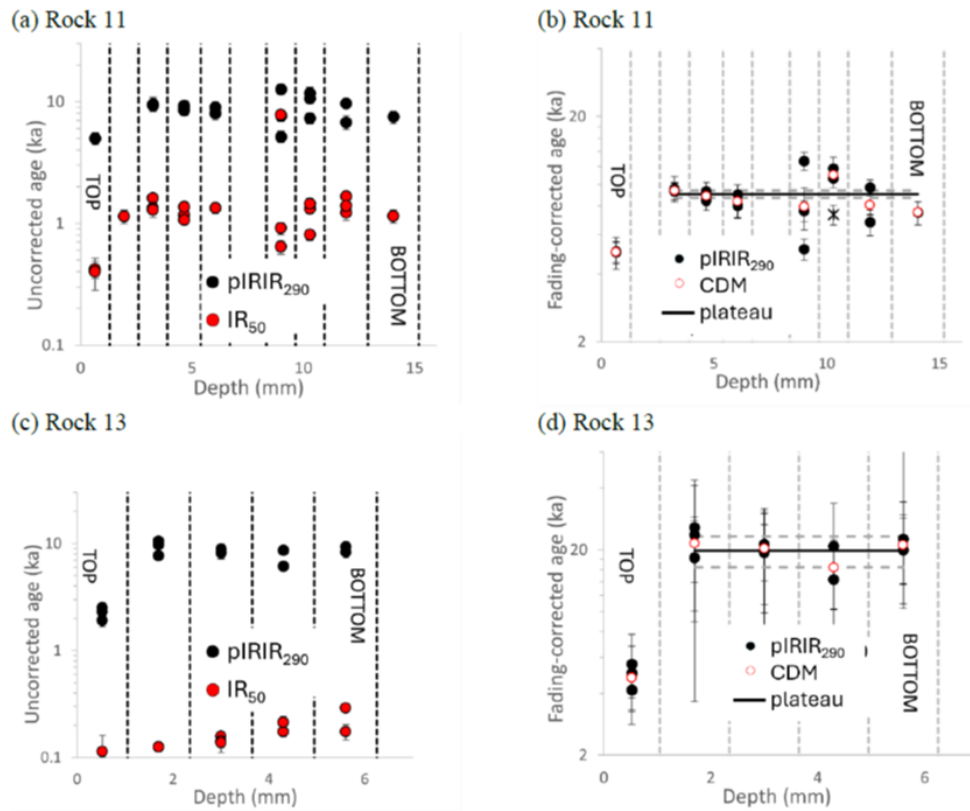 (a) Rock 11
Uncorrected age (ka)
10
1
0.1
TOP
BOTTOM
pIRIR290
IR50
0
5
10
15
Depth (mm)
(b) Rock 11
Fading-corrected age (ka)
20
2
TOP
BOTTOM
pIRIR290
CDM
plateau
0
5
10
15
Depth (mm)
(c) Rock 13
Uncorrected age (ka)
10
1
0.1
TOP
BOTTOM
pIRIR290
IR50
0
2
4
6
Depth (mm)
(d) Rock 13
Fading-corrected age (ka)
20
2
TOP
BOTTOM
pIRIR290
CDM
plateau
0
2
4
6
Depth (mm)